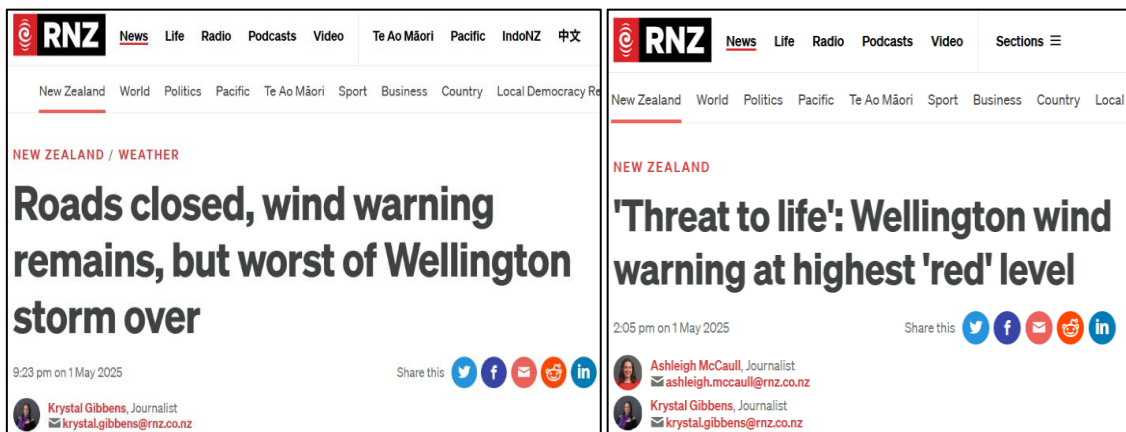 RNZ News Life Radio Podcasts Video Te Ao Māori Pacific IndoNZ 中文
New Zealand World Politics Pacific Te Ao Māori Sport Business Country Local Democracy Re
NEW ZEALAND / WEATHER
Roads closed, wind warning
remains, but worst of Wellington
storm over
9:23 pm on 1 May 2025 Share this
Krystal Gibbens, Journalist
krystal.gibbens@rnz.co.nz
RNZ News Life Radio Podcasts Video Sections
New Zealand World Politics Pacific Te Ao Māori Sport Business Country Local
NEW ZEALAND
'Threat to life': Wellington wind
warning at highest 'red' level
2:05 pm on 1 May 2025 Share this
Ashleigh McCaull, Journalist
ashleigh.mccaull@rnz.co.nz
Krystal Gibbens, Journalist
krystal.gibbens@rnz.co.nz